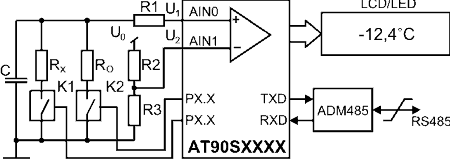 LCD/LED
R1
U1
AIN0
U0
U2
-12,4°C
AIN1
C
RX
R0
R2
K1
K2
R3
PX.X
TXD
ADM485
PX.X
RXD
RS485
AT90SXXXX